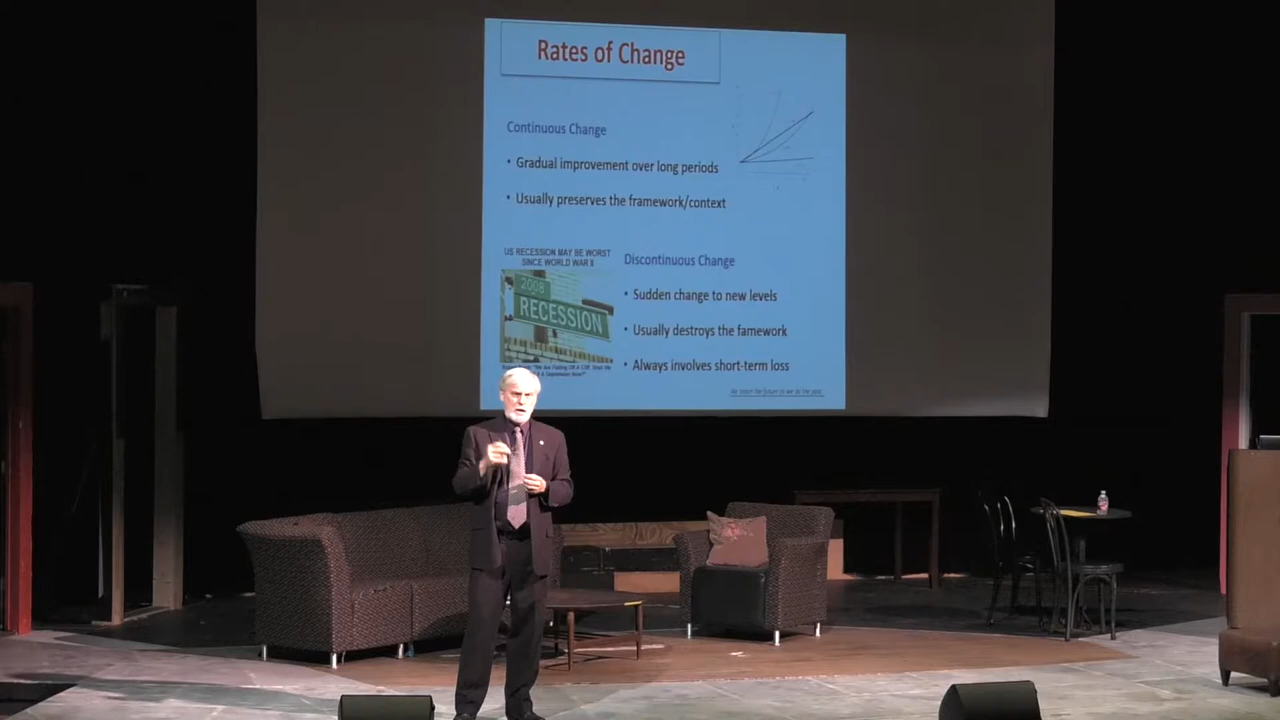 Rates of Change
Continuous Change
• Gradual improvement over long periods
• Usually preserves the framework/context
US RECESSION MAY BE WORST
SINCE WORLD WAR II
2008
RECESSION
Discontinuous Change
• Sudden change to new levels
• Usually destroys the famework
• Always involves short-term loss